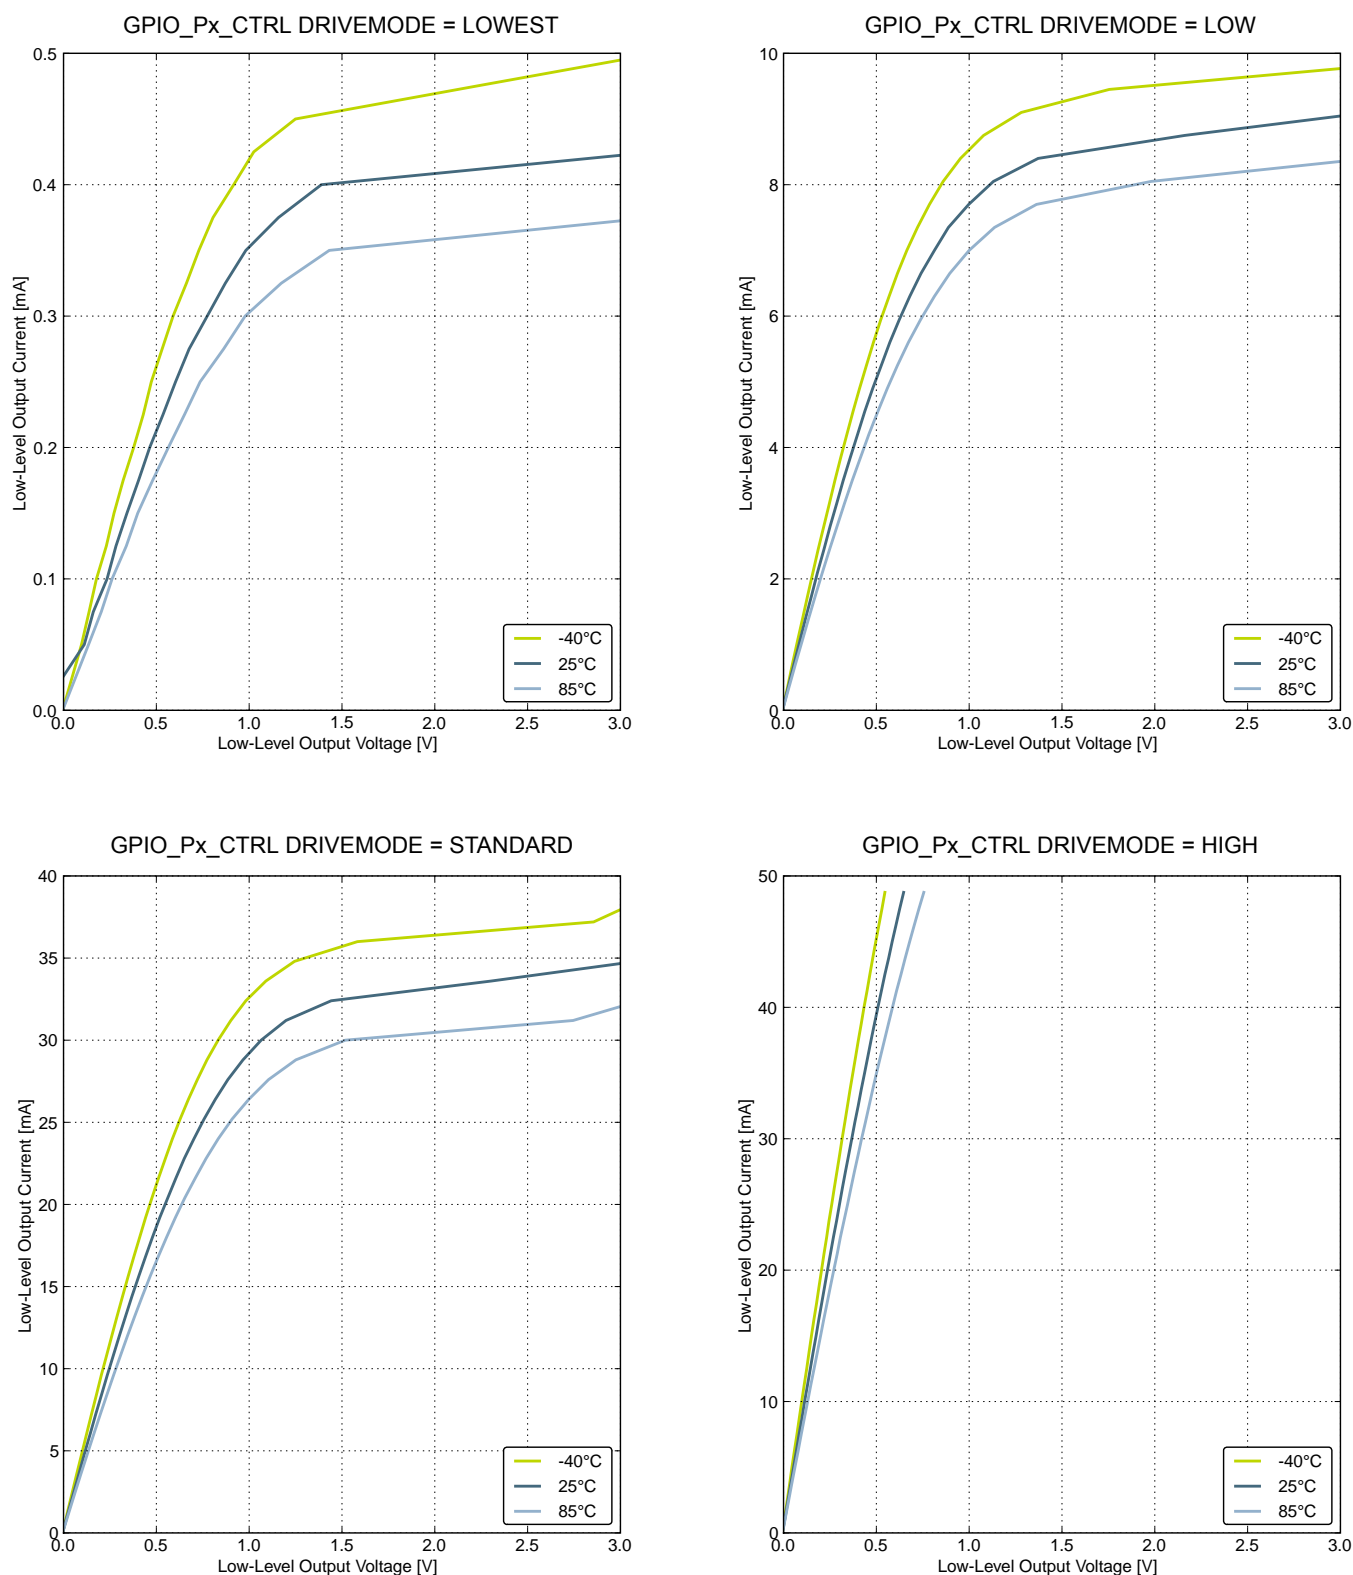 GPIO_Px_CTRL DRIVEMODE = LOWEST
0.5
0.4
0.3
0.2
0.1
0.0
Low-Level Output Current [mA]
-40°C
25°C
85°C
0.0 0.5 1.0 1.5 2.0 2.5 3.0
Low-Level Output Voltage [V]
GPIO_Px_CTRL DRIVEMODE = LOW
10
8
6
4
2
0
Low-Level Output Current [mA]
-40°C
25°C
85°C
0.0 0.5 1.0 1.5 2.0 2.5 3.0
Low-Level Output Voltage [V]
GPIO_Px_CTRL DRIVEMODE = STANDARD
40
35
30
25
20
15
10
5
0
Low-Level Output Current [mA]
-40°C
25°C
85°C
0.0 0.5 1.0 1.5 2.0 2.5 3.0
Low-Level Output Voltage [V]
GPIO_Px_CTRL DRIVEMODE = HIGH
50
40
30
20
10
0
Low-Level Output Current [mA]
-40°C
25°C
85°C
0.0 0.5 1.0 1.5 2.0 2.5 3.0
Low-Level Output Voltage [V]